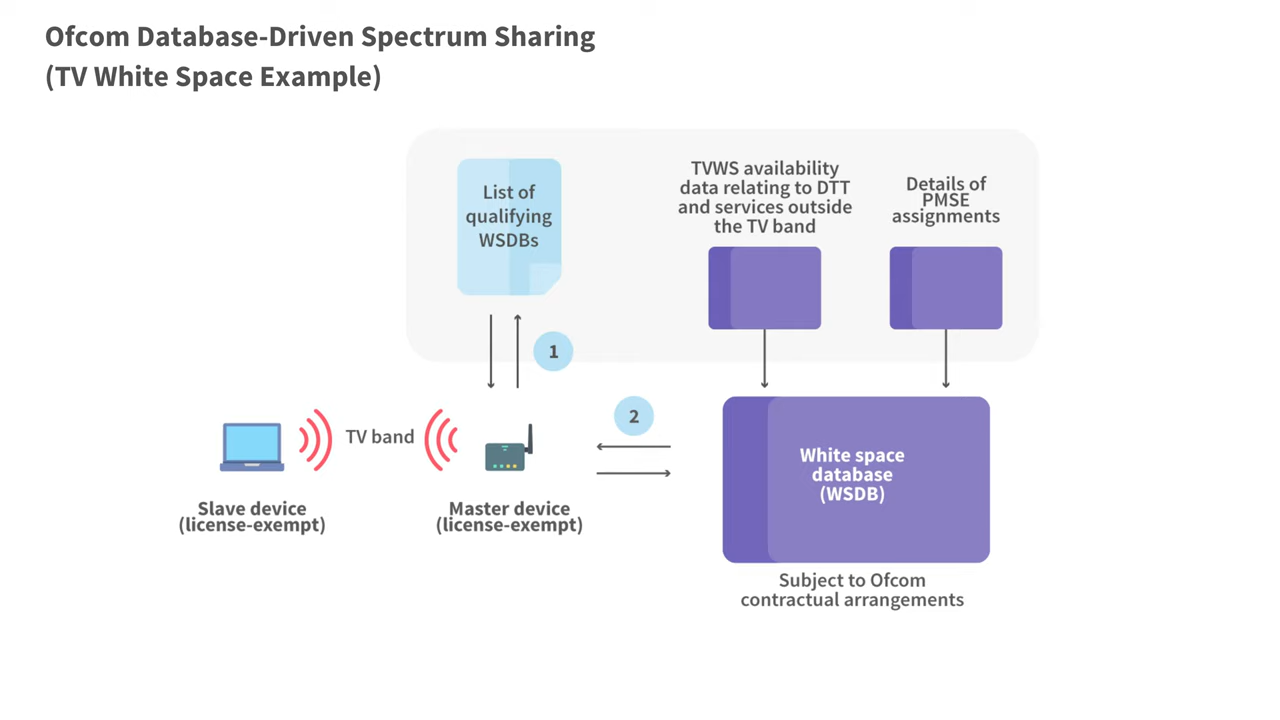 Ofcom Database-Driven Spectrum Sharing
(TV White Space Example)
List of
qualifying
WSDBs
TVWS availability
data relating to DTT
and services outside
the TV band
Details of
PMSE
assignments
1
2
TV band
White space
database
(WSDB)
Slave device
(license-exempt)
Master device
(license-exempt)
Subject to Ofcom
contractual arrangements